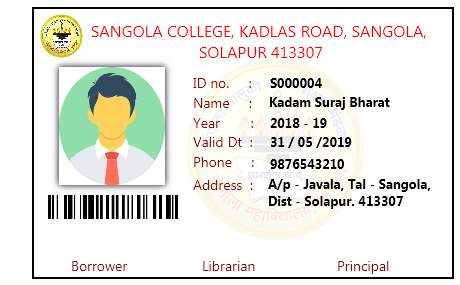 SANGOLA COLLEGE, KADLAS ROAD, SANGOLA,
SOLAPUR 413307
ID no. : S000004
Name : Kadam Suraj Bharat
Year : 2018 - 19
Valid Dt : 31 / 05 /2019
Phone : 9876543210
Address : A/p - Javala, Tal - Sangola,
Dist - Solapur. 413307
Borrower Librarian Principal